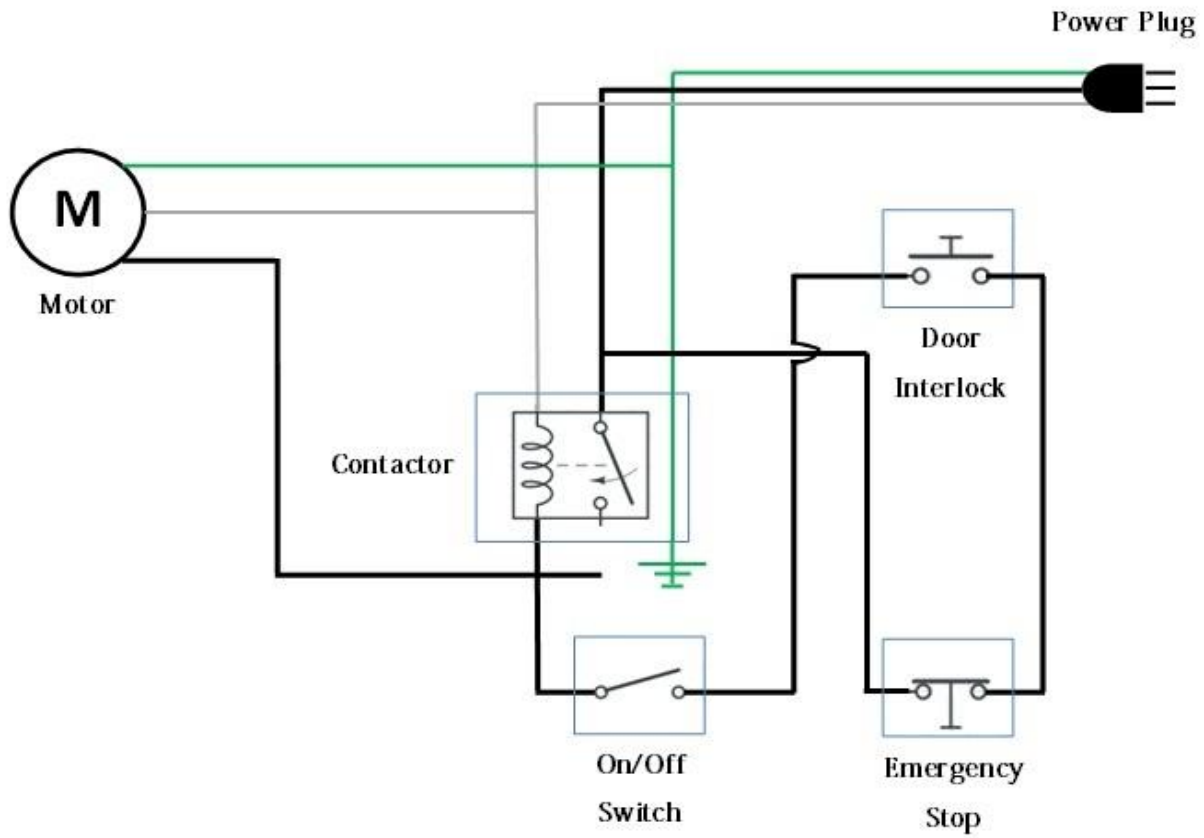 Power Plug
M
Motor
Door
Interlock
Contactor
On/Off
Switch
Emergency
Stop